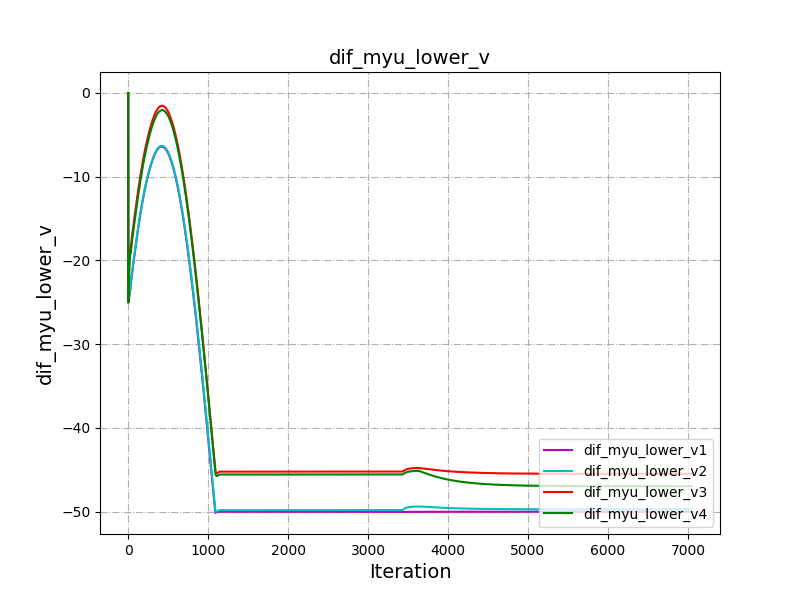 dif_myu_lower_v
dif_myu_lower_v
0
−10
−20
−30
−40
−50
0 1000 2000 3000 4000 5000 6000 7000
Iteration
dif_myu_lower_v1
dif_myu_lower_v2
dif_myu_lower_v3
dif_myu_lower_v4